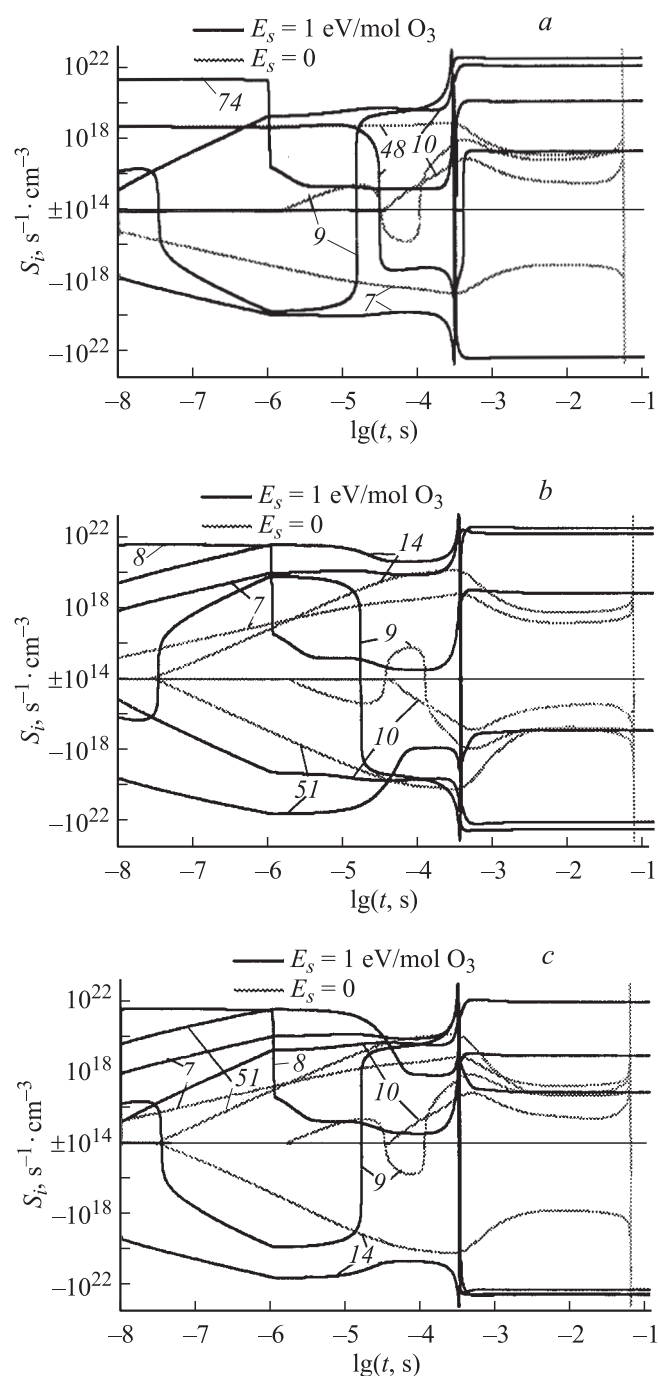 E_s = 1 eV/mol O_3
a
E_s = 0
10^22
74
10^18
48
10
±10^14
9
−10^18
7
−10^22
S_i, s^−1 · cm^−3
−8 −7 −6 −5 −4 −3 −2 −1
lg(t, s)
E_s = 1 eV/mol O_3
b
E_s = 0
10^22
8
14
10^18
7
9
±10^14
10
−10^18
51
−10^22
S_i, s^−1 · cm^−3
−8 −7 −6 −5 −4 −3 −2 −1
lg(t, s)
E_s = 1 eV/mol O_3
c
E_s = 0
10^22
10^18
7
51
8
10
±10^14
9
−10^18
14
−10^22
S_i, s^−1 · cm^−3
−8 −7 −6 −5 −4 −3 −2 −1
lg(t, s)